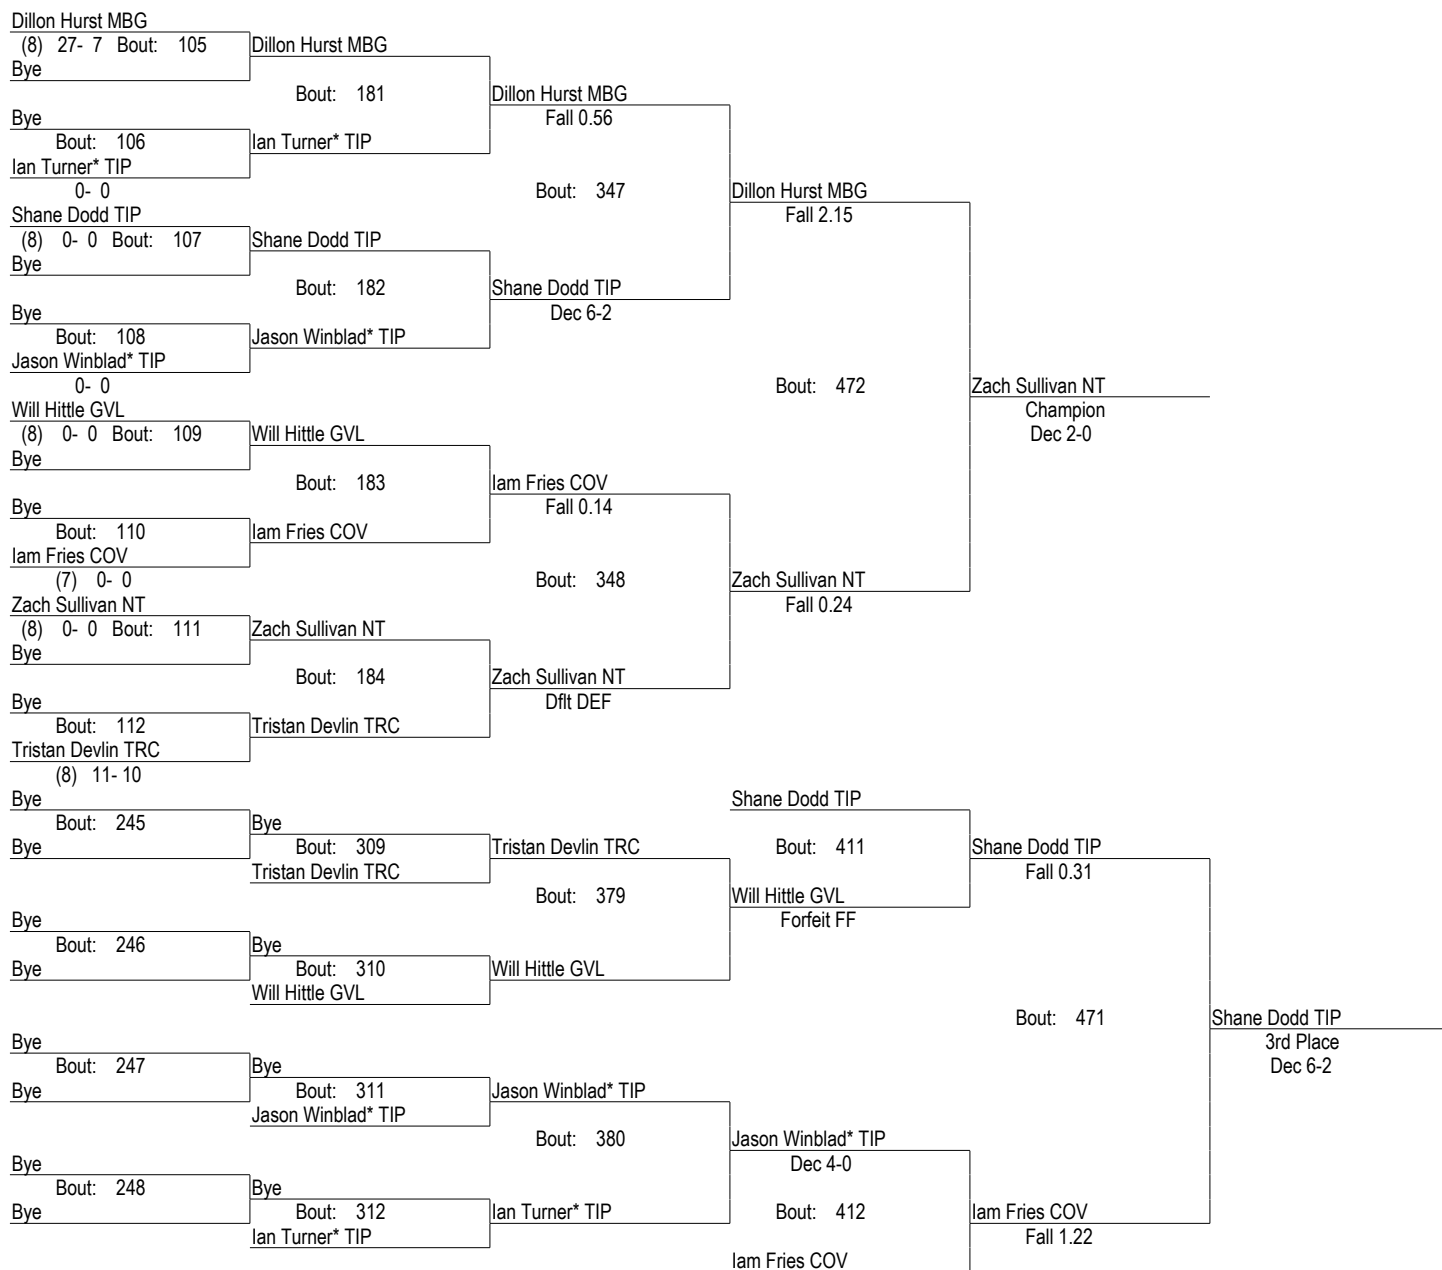 Dillon Hurst MBG
(8) 27- 7 Bout: 105 Dillon Hurst MBG
Bye
Bout: 181 Dillon Hurst MBG
Bye Fall 0.56
Bout: 106 Ian Turner* TIP
Ian Turner* TIP
0- 0 Bout: 347 Dillon Hurst MBG
Shane Dodd TIP Fall 2.15
(8) 0- 0 Bout: 107 Shane Dodd TIP
Bye
Bout: 182 Shane Dodd TIP
Bye Dec 6-2
Bout: 108 Jason Winblad* TIP
Jason Winblad* TIP
0- 0 Bout: 472 Zach Sullivan NT
Will Hittle GVL Champion
(8) 0- 0 Bout: 109 Will Hittle GVL Dec 2-0
Bye
Bout: 183 Iam Fries COV
Bye Fall 0.14
Bout: 110 Iam Fries COV
Iam Fries COV
(7) 0- 0 Bout: 348 Zach Sullivan NT
Zach Sullivan NT Fall 0.24
(8) 0- 0 Bout: 111 Zach Sullivan NT
Bye
Bout: 184 Zach Sullivan NT
Bye Dflt DEF
Bout: 112 Tristan Devlin TRC
Tristan Devlin TRC
(8) 11- 10
Bye Shane Dodd TIP
Bout: 245 Bye
Bye Bout: 309 Tristan Devlin TRC Bout: 411 Shane Dodd TIP
Tristan Devlin TRC Fall 0.31
Bout: 379 Will Hittle GVL
Bye Forfeit FF
Bout: 246 Bye
Bye Bout: 310 Will Hittle GVL
Will Hittle GVL
Bout: 471 Shane Dodd TIP
Bye 3rd Place
Bout: 247 Bye Dec 6-2
Bye Bout: 311 Jason Winblad* TIP
Jason Winblad* TIP
Bout: 380 Jason Winblad* TIP
Bye Dec 4-0
Bout: 248 Bye
Bye Bout: 312 Ian Turner* TIP Bout: 412 Iam Fries COV
Ian Turner* TIP Fall 1.22
Iam Fries COV